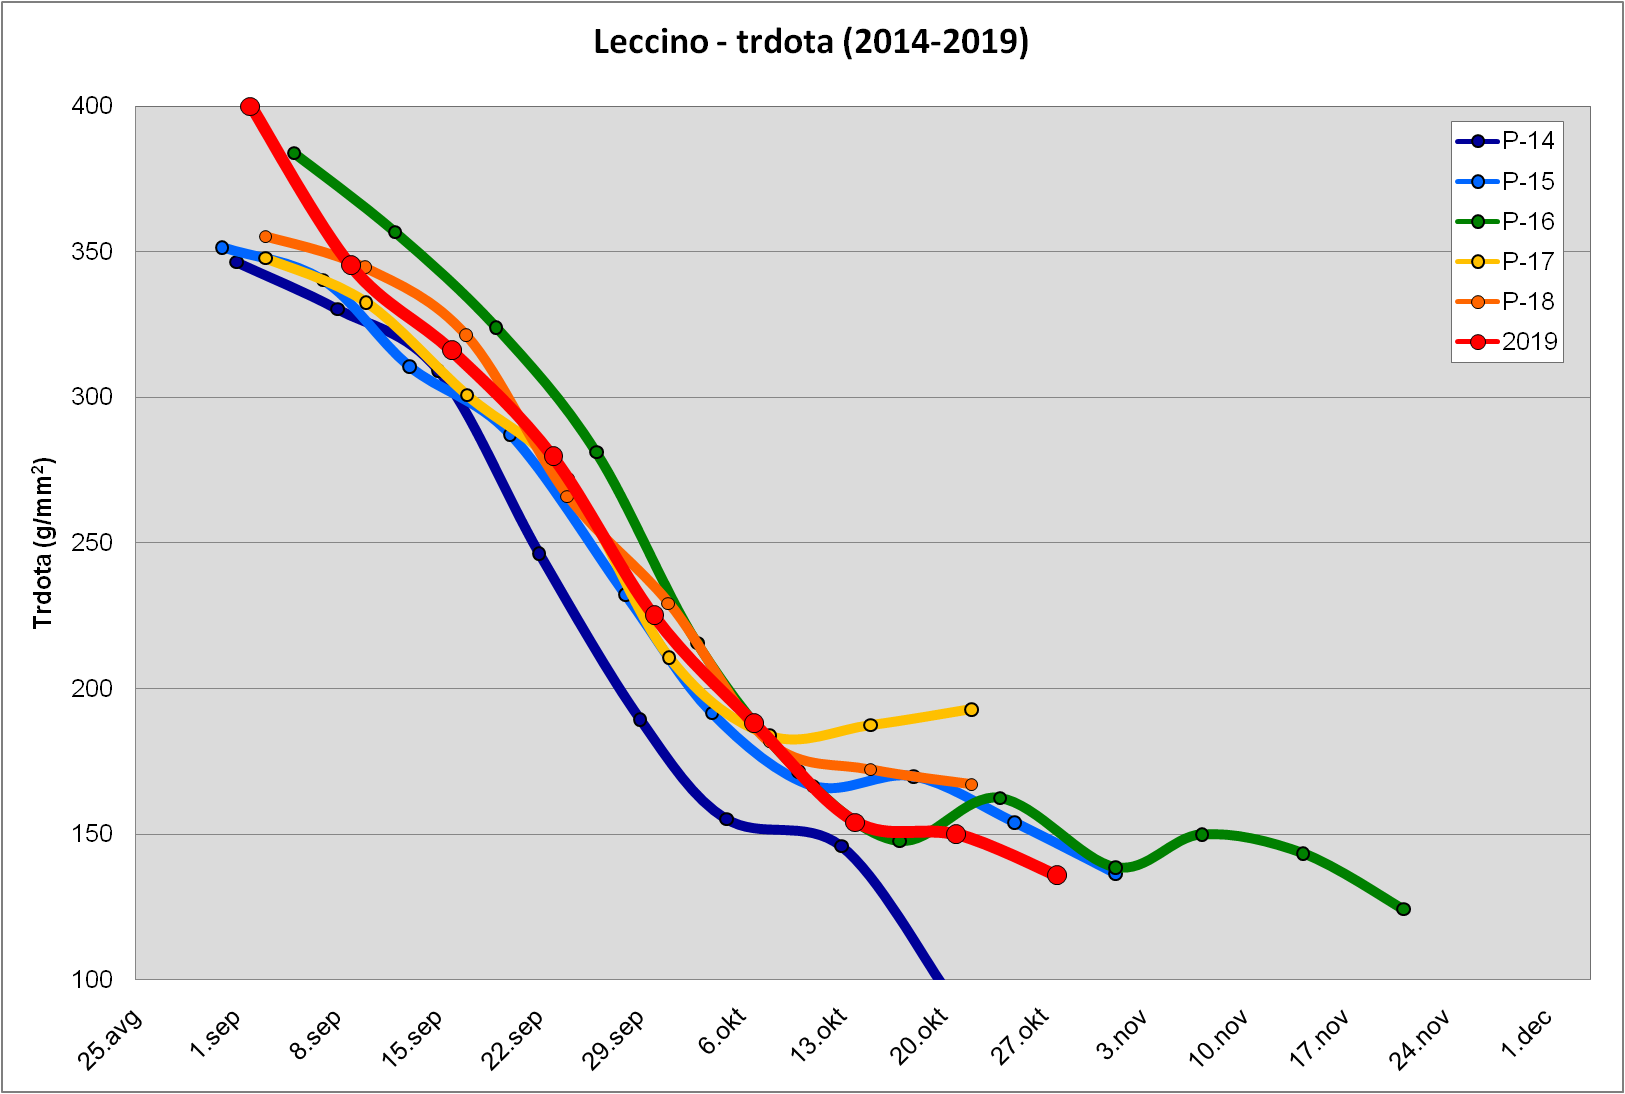 Leccino - trdota (2014-2019)
Trdota (g/mm²)
400
350
300
250
200
150
100
25.avg
1.sep
8.sep
15.sep
22.sep
29.sep
6.okt
13.okt
20.okt
27.okt
3.nov
10.nov
17.nov
24.nov
1.dec
P-14
P-15
P-16
P-17
P-18
2019